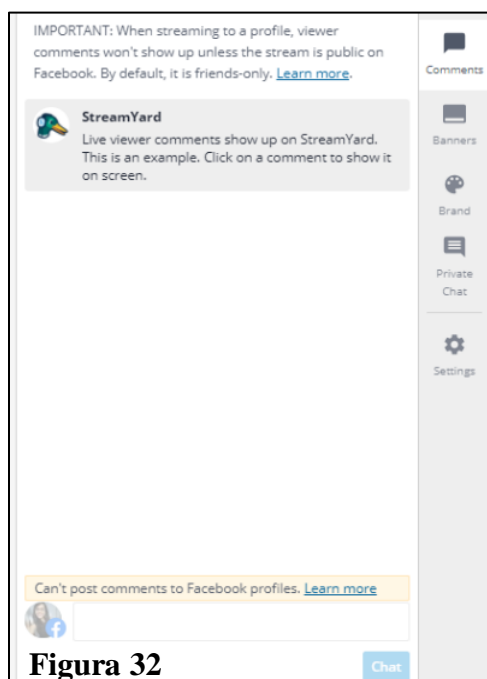 IMPORTANT: When streaming to a profile, viewer
comments won't show up unless the stream is public on
Facebook. By default, it is friends-only. Learn more.
StreamYard
Live viewer comments show up on StreamYard.
This is an example. Click on a comment to show it
on screen.
Comments
Banners
Brand
Private
Chat
Settings
Can't post comments to Facebook profiles. Learn more
Chat
Figura 32